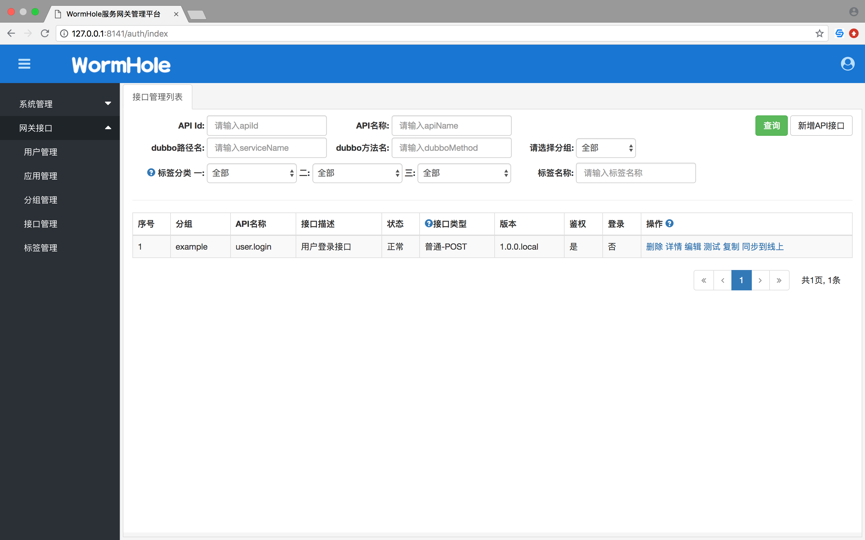 WormHole服务网关管理平台
127.0.0.1:8141/auth/index
WormHole
系统管理
网关接口
用户管理
应用管理
分组管理
接口管理
标签管理
接口管理列表
API Id: 请输入apiId API名称: 请输入apiName 查询 新增API接口
dubbo路径名: 请输入serviceName dubbo方法名: 请输入dubboMethod 请选择分组: 全部
标签分类 一: 全部 二: 全部 三: 全部 标签名称: 请输入标签名称
序号 分组 API名称 接口描述 状态 接口类型 版本 鉴权 登录 操作
1 example user.login 用户登录接口 正常 普通-POST 1.0.0.local 是 否 删除 详情 编辑 测试 复制 同步到线上
« ‹ 1 › » 共1页, 1条